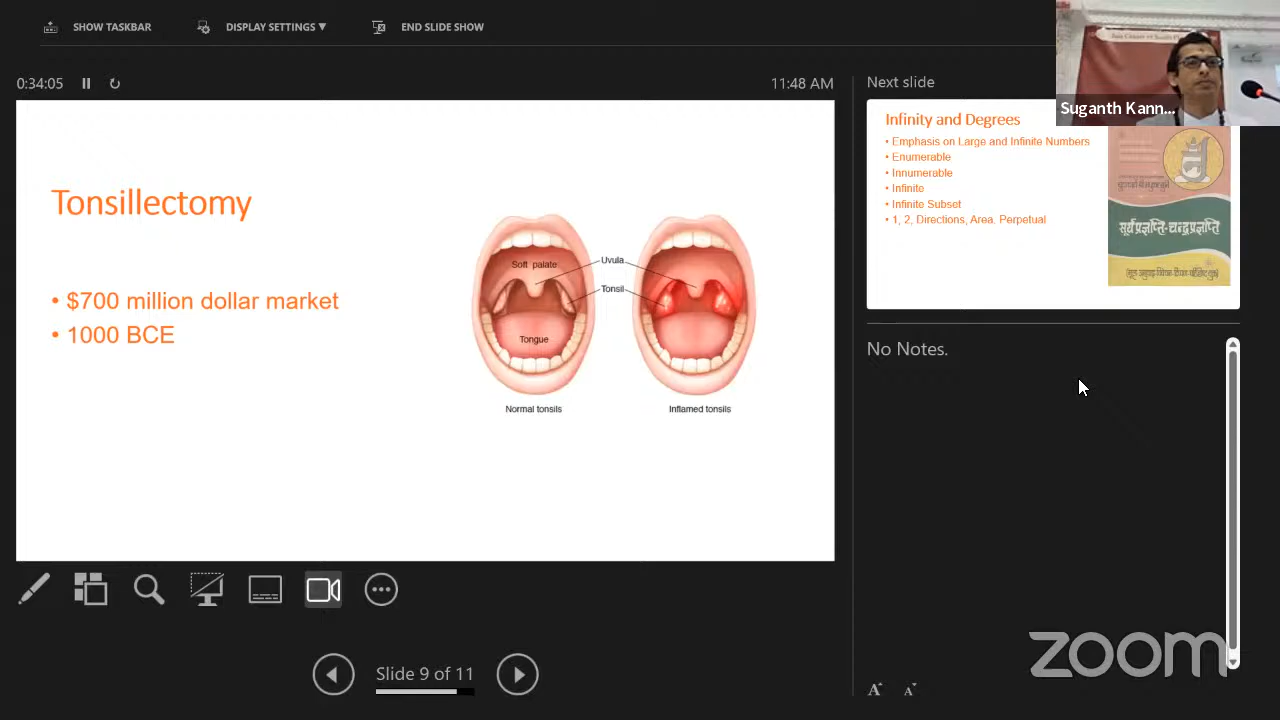 SHOW TASKBAR
DISPLAY SETTINGS ▼
END SLIDE SHOW
0:34:05
11:48 AM
Tonsillectomy
• $700 million dollar market
• 1000 BCE
Soft palate
Uvula
Tonsil
Tongue
Normal tonsils
Inflamed tonsils
Slide 9 of 11
Next slide
Suganth Kann...
Infinity and Degrees
• Emphasis on Large and Infinite Numbers
• Enumerable
• Innumerable
• Infinite
• Infinite Subset
• 1, 2, Directions, Area. Perpetual
सूर्यप्रज्ञप्ति-चन्द्रप्रज्ञप्ति
No Notes.
zoom
A
A